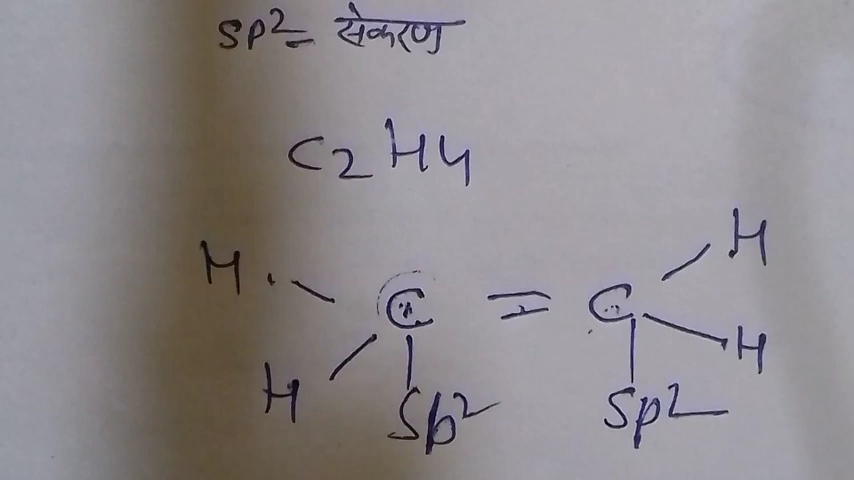 sp2 = संकरण
C2H4
H H
C = C
H H
Sp2 Sp2